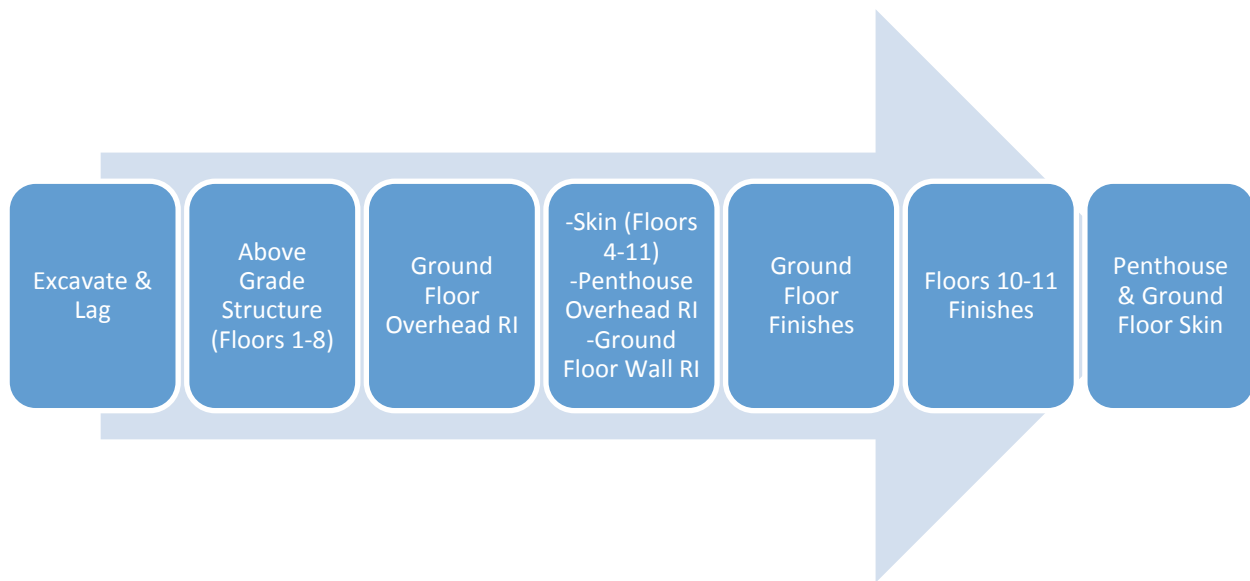 Excavate &
Lag
Above
Grade
Structure
(Floors 1-8)
Ground
Floor
Overhead RI
-Skin (Floors
4-11)
-Penthouse
Overhead RI
-Ground
Floor Wall RI
Ground
Floor
Finishes
Floors 10-11
Finishes
Penthouse
& Ground
Floor Skin